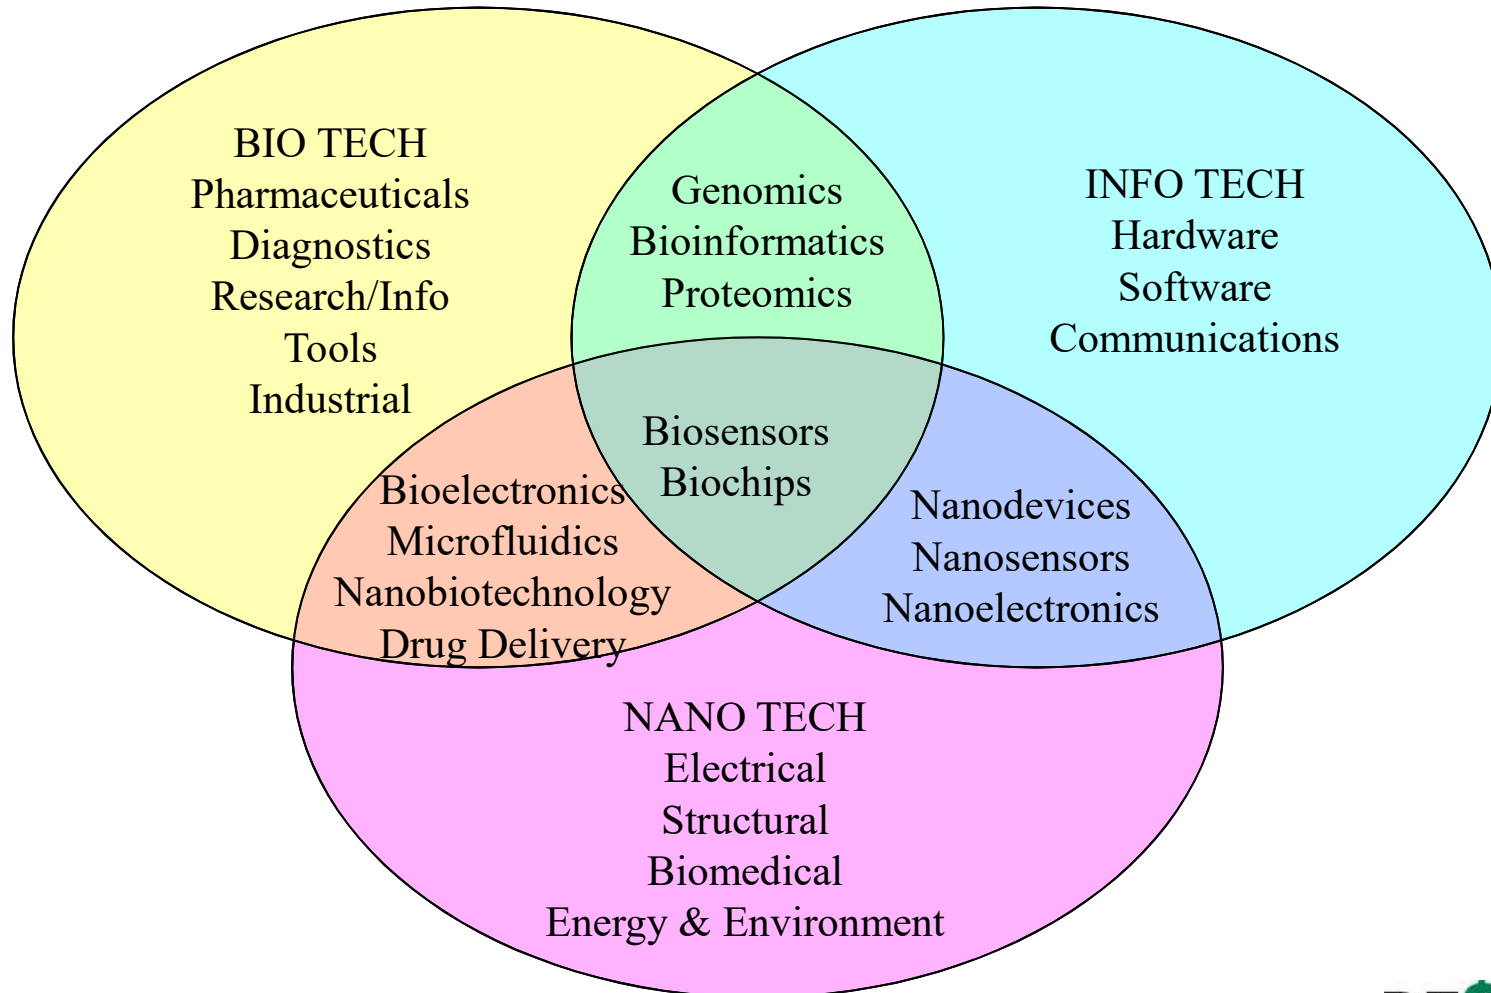 BIO TECH
Pharmaceuticals
Diagnostics
Research/Info
Tools
Industrial
Genomics
Bioinformatics
Proteomics
INFO TECH
Hardware
Software
Communications
Biosensors
Biochips
Bioelectronics
Microfluidics
Nanobiotechnology
Drug Delivery
Nanodevices
Nanosensors
Nanoelectronics
NANO TECH
Electrical
Structural
Biomedical
Energy & Environment